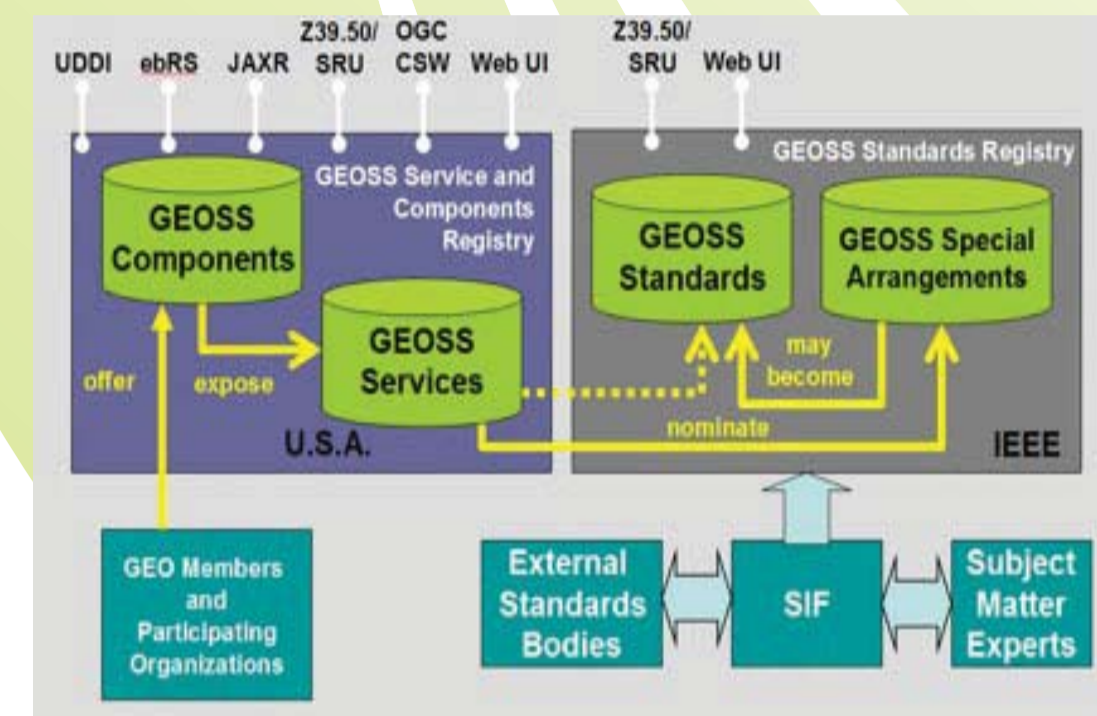 UDDI
ebRS
JAXR
Z39.50/
SRU
OGC
CSW
Web UI
Z39.50/
SRU
Web UI
GEOSS Service and
Components
Registry
GEOSS
Components
GEOSS
Services
offer
expose
U.S.A.
GEOSS Standards Registry
GEOSS
Standards
GEOSS Special
Arrangements
may
become
nominate
IEEE
GEO Members
and
Participating
Organizations
External
Standards
Bodies
SIF
Subject
Matter
Experts